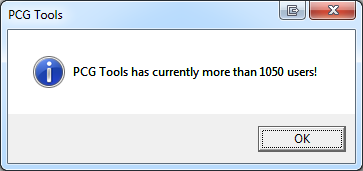 PCG Tools
PCG Tools has currently more than 1050 users!
OK